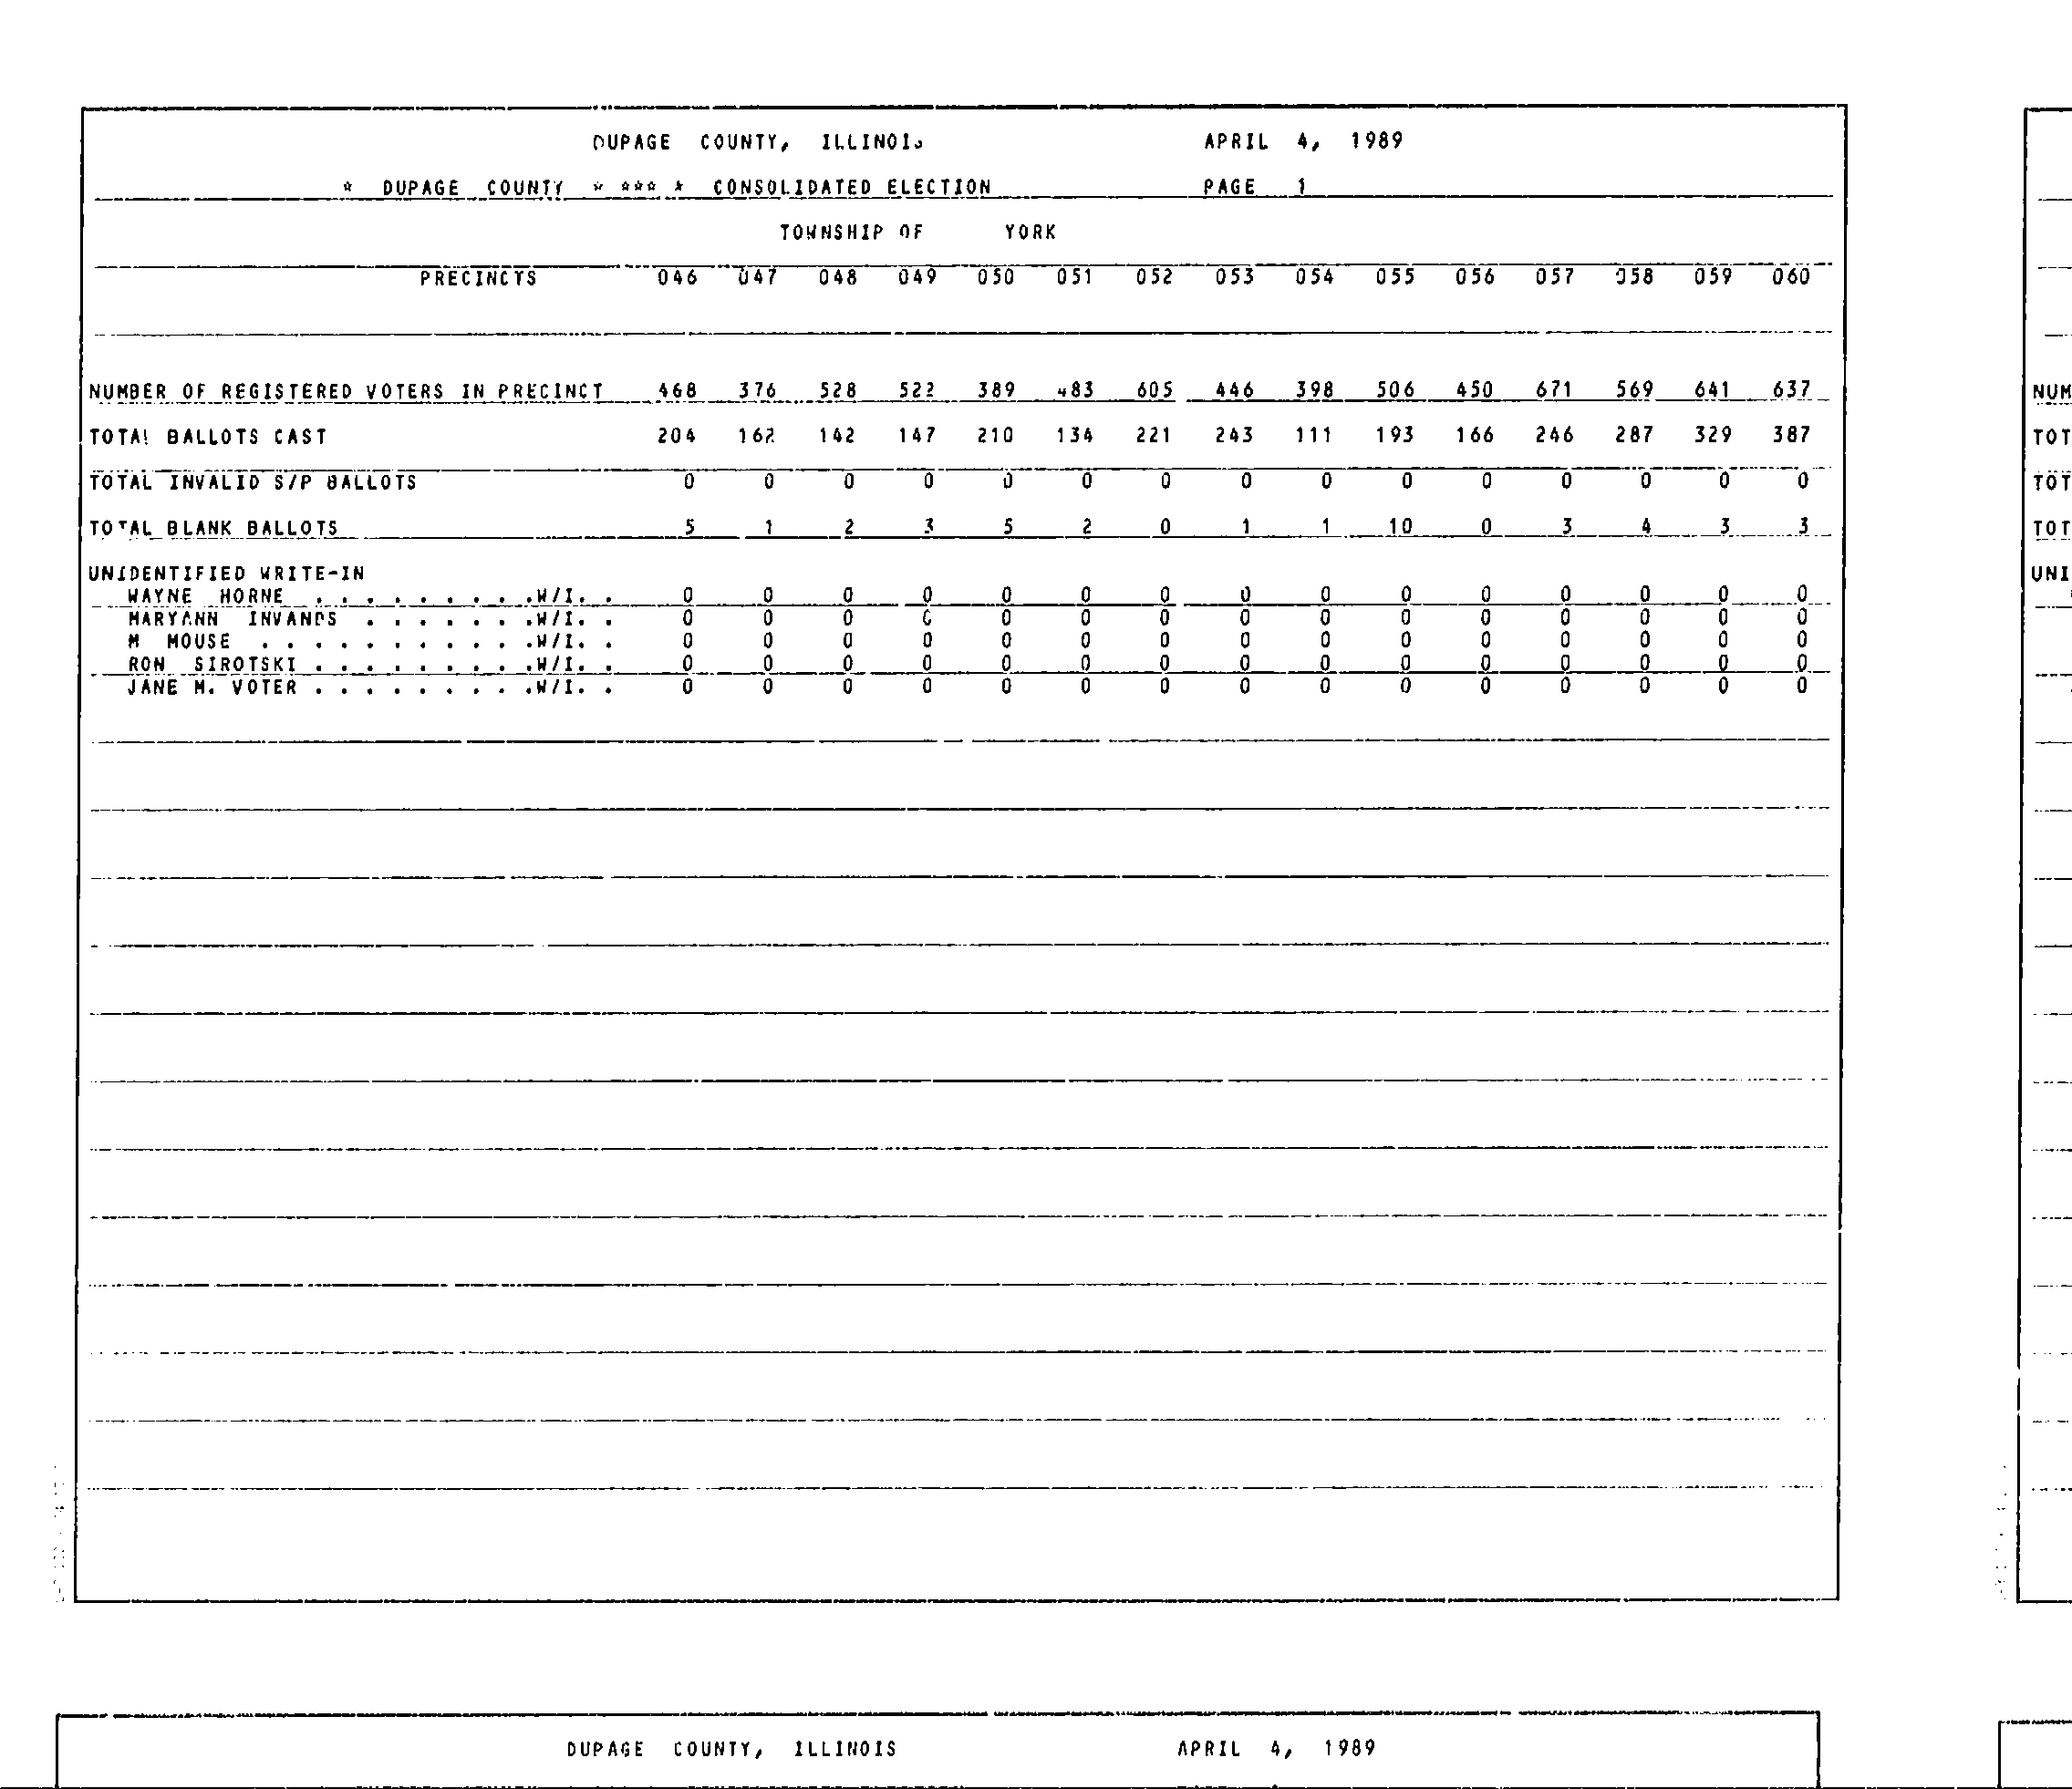 DUPAGE COUNTY, ILLINOIS APRIL 4, 1989
* DUPAGE COUNTY * *** * CONSOLIDATED ELECTION PAGE 1
TOWNSHIP OF YORK
PRECINCTS 046 047 048 049 050 051 052 053 054 055 056 057 058 059 060
NUMBER OF REGISTERED VOTERS IN PRECINCT 468 376 528 522 389 483 605 446 398 506 450 671 569 641 637
TOTAL BALLOTS CAST 204 162 142 147 210 134 221 243 111 193 166 246 287 329 387
TOTAL INVALID S/P BALLOTS 0 0 0 0 0 0 0 0 0 0 0 0 0 0 0
TOTAL BLANK BALLOTS 5 1 2 3 5 2 0 1 1 10 0 3 4 3 3
UNIDENTIFIED WRITE-IN
WAYNE HORNE . . . . . . . . .W/I. . 0 0 0 0 0 0 0 0 0 0 0 0 0 0 0
MARYANN INVANDS . . . . . . .W/I. . 0 0 0 0 0 0 0 0 0 0 0 0 0 0 0
M MOUSE . . . . . . . . . . .W/I. . 0 0 0 0 0 0 0 0 0 0 0 0 0 0 0
RON SIROTSKI . . . . . . . . .W/I. . 0 0 0 0 0 0 0 0 0 0 0 0 0 0 0
JANE M. VOTER . . . . . . . . .W/I. . 0 0 0 0 0 0 0 0 0 0 0 0 0 0 0
NUM
TOT
TOT
TOT
UNI
DUPAGE COUNTY, ILLINOIS APRIL 4, 1989